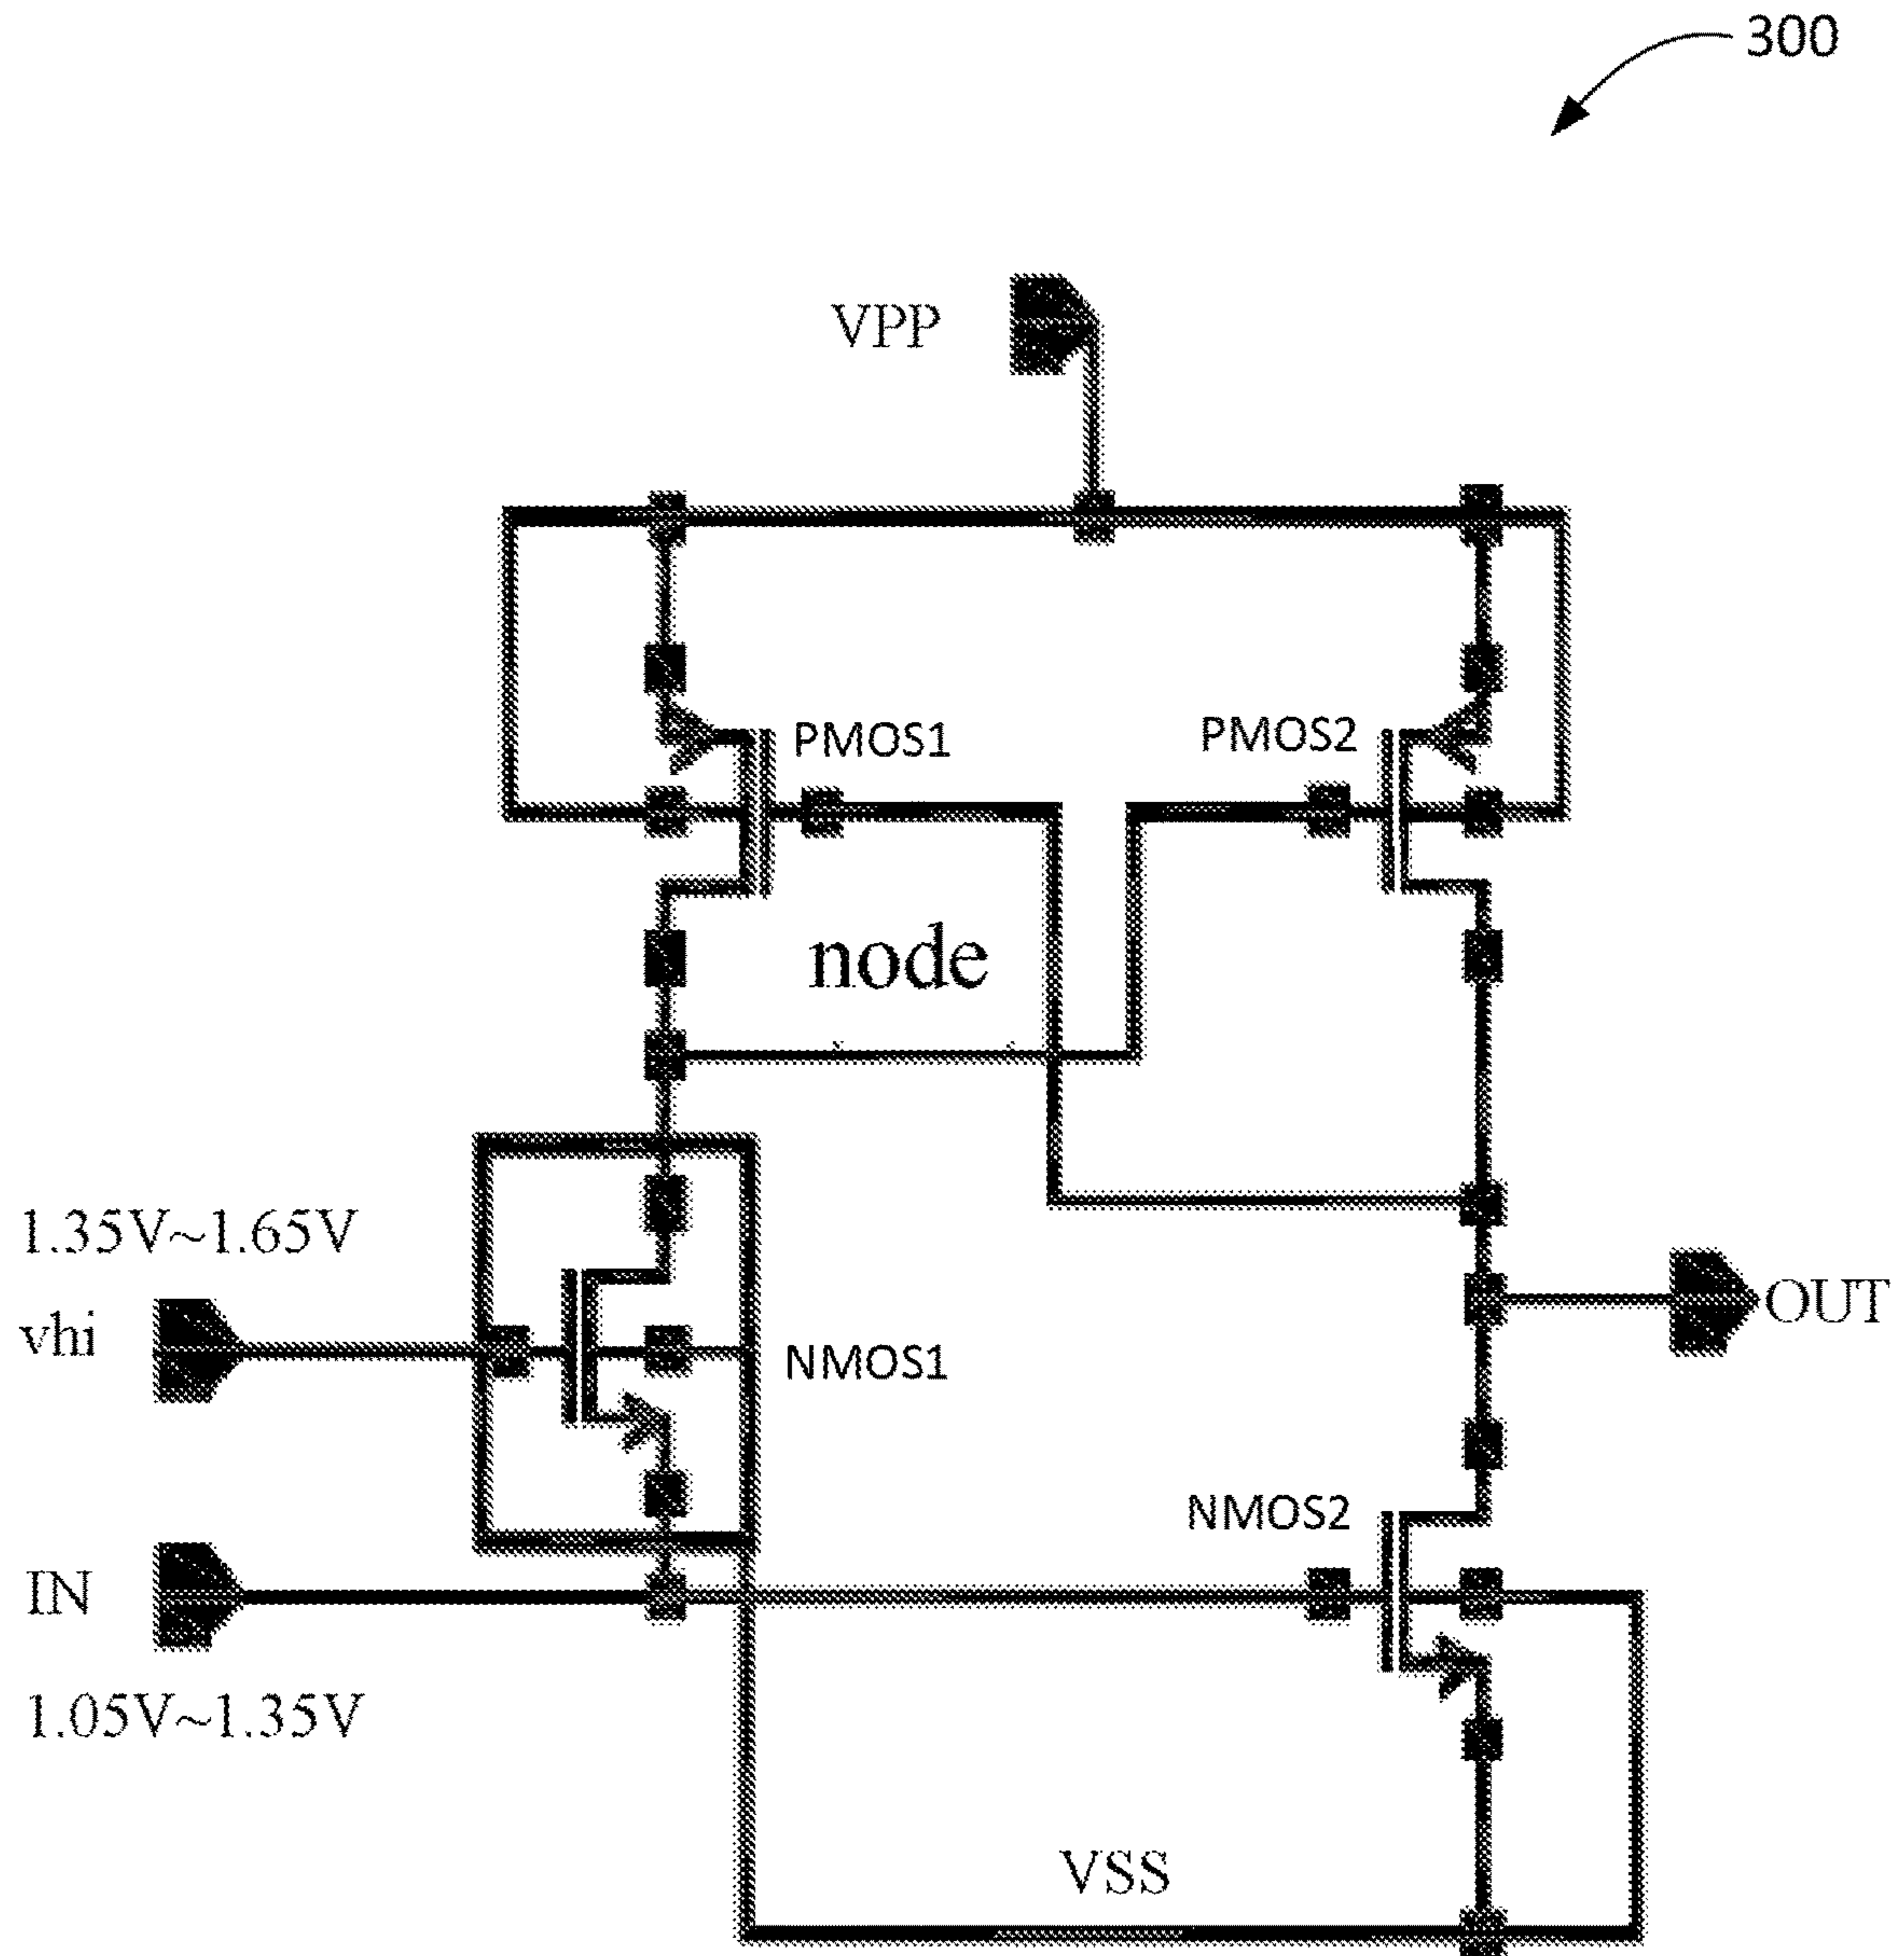 300
VPP
PMOS1
PMOS2
node
1.35V~1.65V
vhi
NMOS1
OUT
NMOS2
IN
1.05V~1.35V
VSS